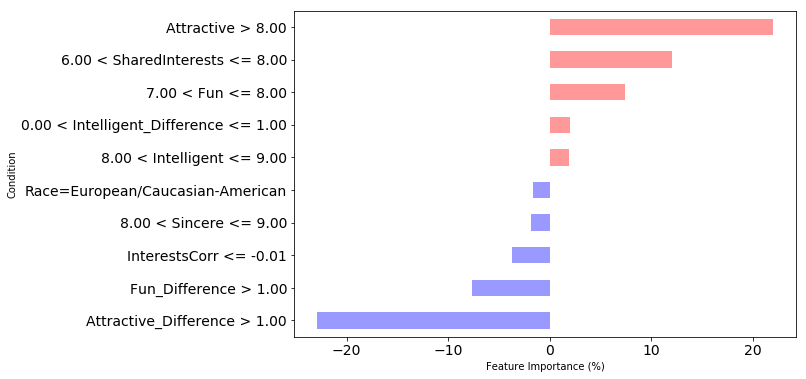 Attractive > 8.00
6.00 < SharedInterests <= 8.00
7.00 < Fun <= 8.00
0.00 < Intelligent_Difference <= 1.00
8.00 < Intelligent <= 9.00
Race=European/Caucasian-American
8.00 < Sincere <= 9.00
InterestsCorr <= -0.01
Fun_Difference > 1.00
Attractive_Difference > 1.00
Condition
−20 −10 0 10 20
Feature Importance (%)